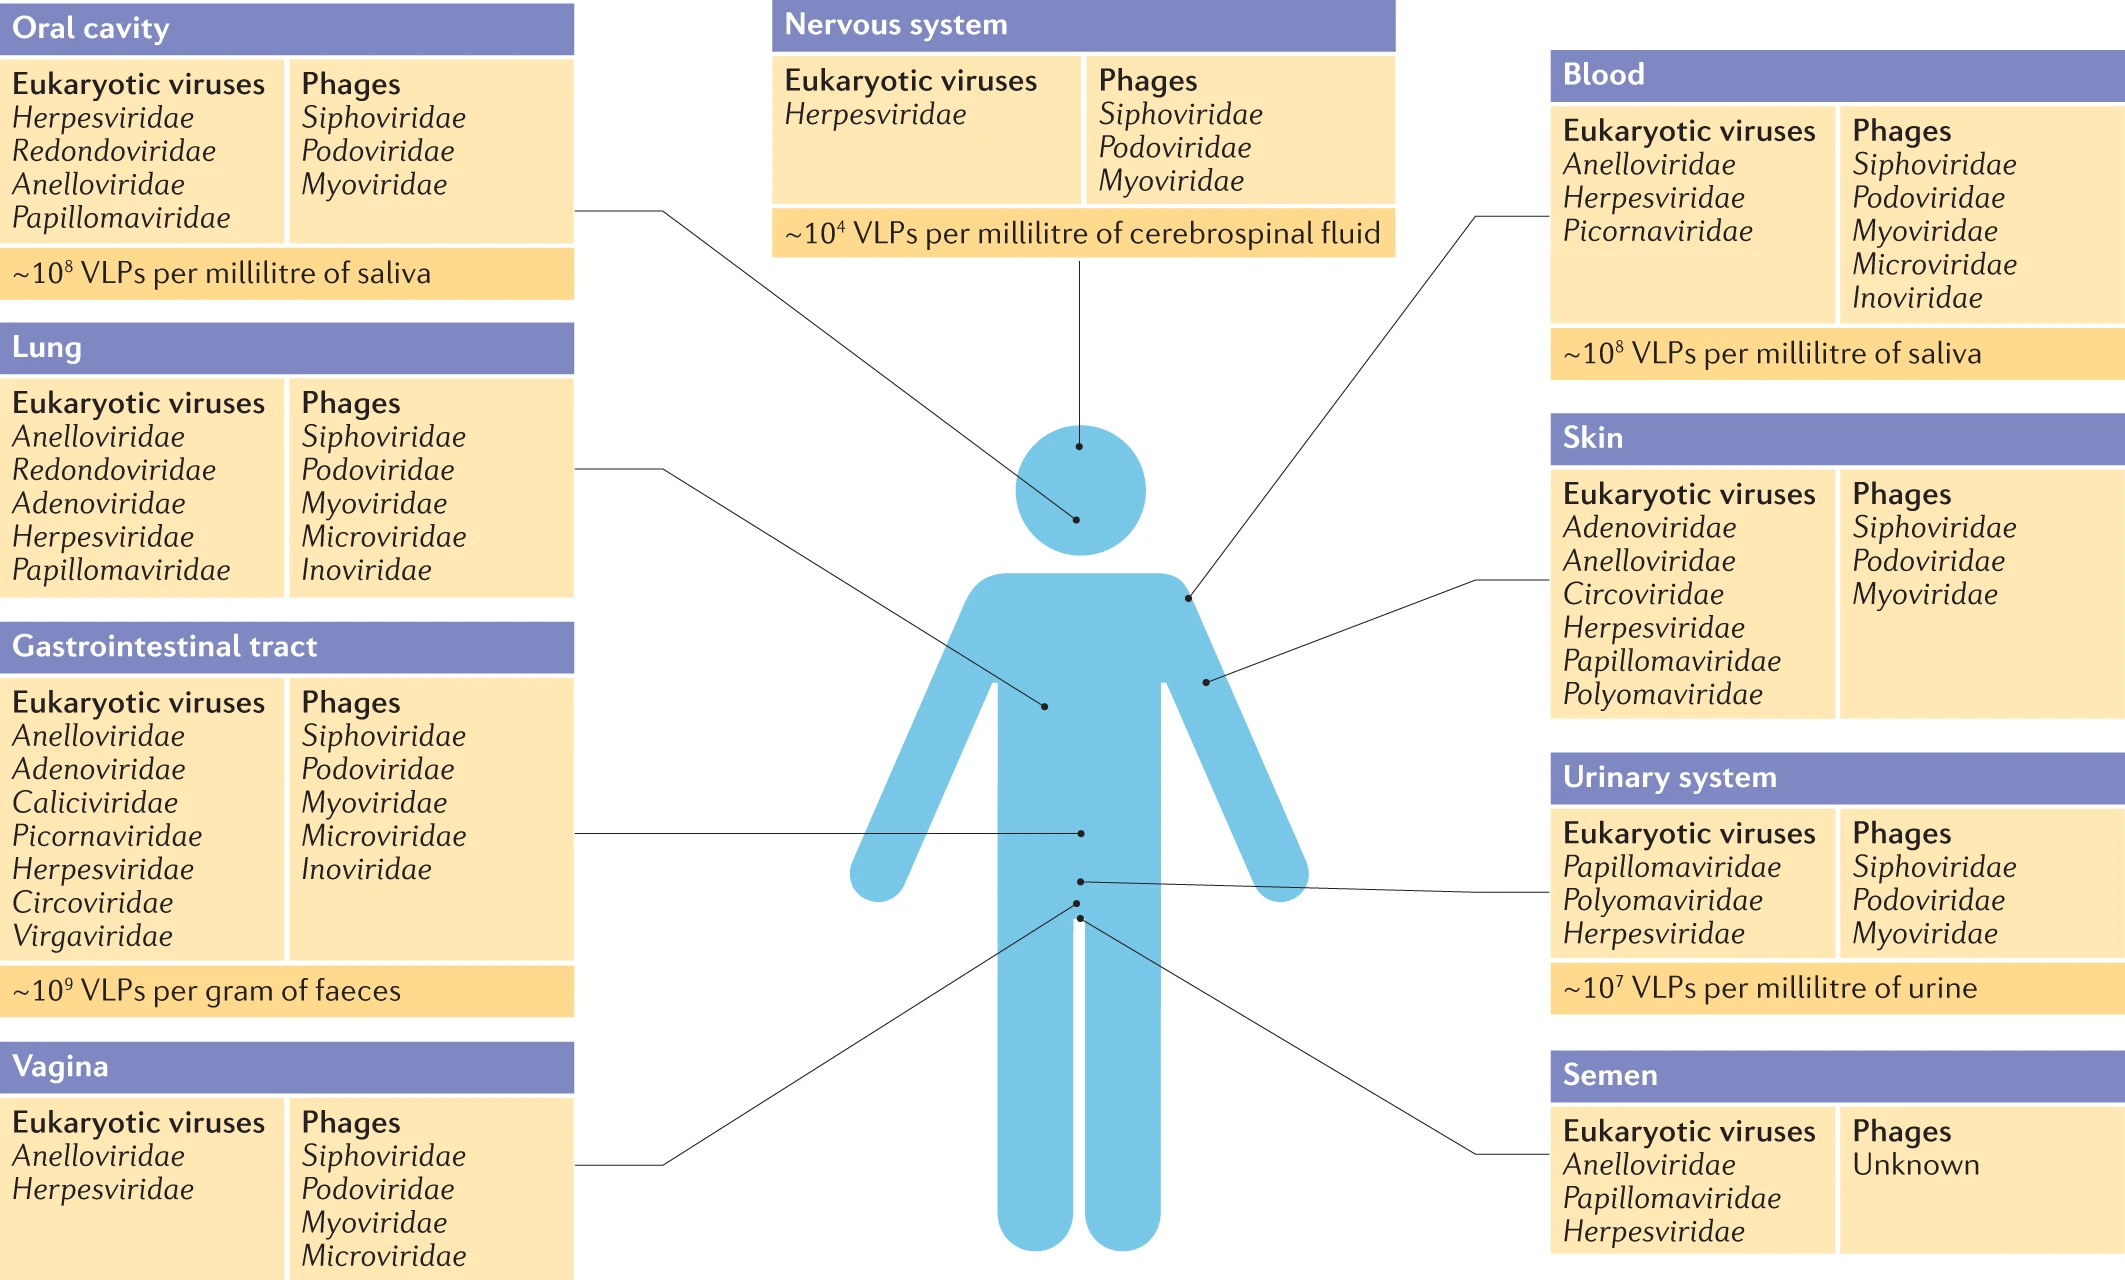 Oral cavity
Eukaryotic viruses
Herpesviridae
Redondoviridae
Anelloviridae
Papillomaviridae
Phages
Siphoviridae
Podoviridae
Myoviridae
~10⁸ VLPs per millilitre of saliva
Lung
Eukaryotic viruses
Anelloviridae
Redondoviridae
Adenoviridae
Herpesviridae
Papillomaviridae
Phages
Siphoviridae
Podoviridae
Myoviridae
Microviridae
Inoviridae
Gastrointestinal tract
Eukaryotic viruses
Anelloviridae
Adenoviridae
Caliciviridae
Picornaviridae
Herpesviridae
Circoviridae
Virgaviridae
Phages
Siphoviridae
Podoviridae
Myoviridae
Microviridae
Inoviridae
~10⁹ VLPs per gram of faeces
Vagina
Eukaryotic viruses
Anelloviridae
Herpesviridae
Phages
Siphoviridae
Podoviridae
Myoviridae
Microviridae
Nervous system
Eukaryotic viruses
Herpesviridae
Phages
Siphoviridae
Podoviridae
Myoviridae
~10⁴ VLPs per millilitre of cerebrospinal fluid
Blood
Eukaryotic viruses
Anelloviridae
Herpesviridae
Picornaviridae
Phages
Siphoviridae
Podoviridae
Myoviridae
Microviridae
Inoviridae
~10⁸ VLPs per millilitre of saliva
Skin
Eukaryotic viruses
Adenoviridae
Anelloviridae
Circoviridae
Herpesviridae
Papillomaviridae
Polyomaviridae
Phages
Siphoviridae
Podoviridae
Myoviridae
Urinary system
Eukaryotic viruses
Papillomaviridae
Polyomaviridae
Herpesviridae
Phages
Siphoviridae
Podoviridae
Myoviridae
~10⁷ VLPs per millilitre of urine
Semen
Eukaryotic viruses
Anelloviridae
Papillomaviridae
Herpesviridae
Phages
Unknown